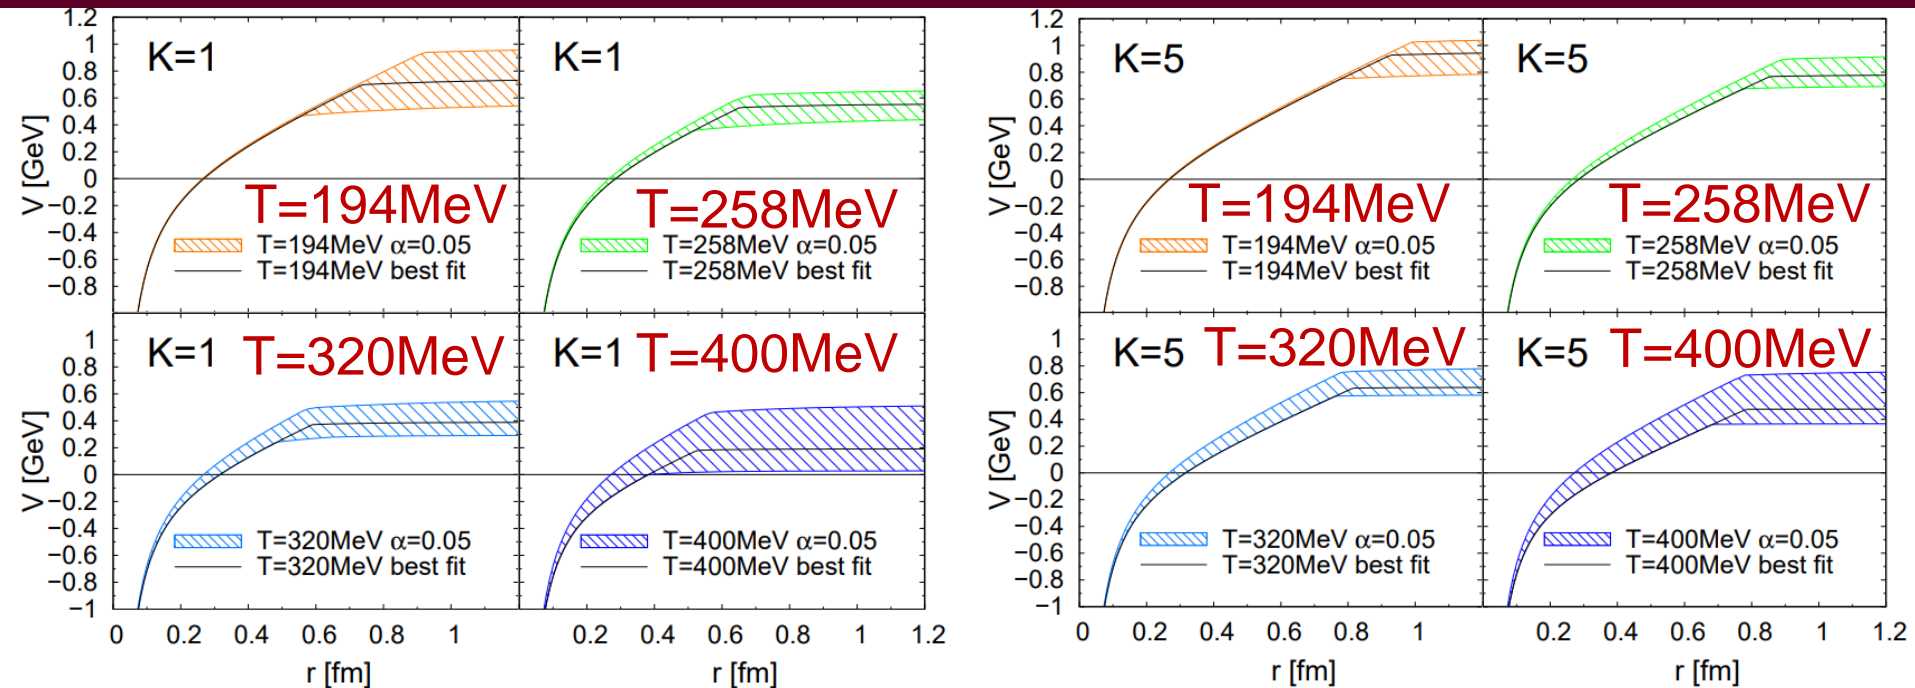 1.2
1
0.8
0.6
0.4
0.2
0
−0.2
−0.4
−0.6
−0.8
V [GeV]
K=1
T=194MeV
T=194MeV α=0.05
T=194MeV best fit
K=1
T=258MeV
T=258MeV α=0.05
T=258MeV best fit
1
0.8
0.6
0.4
0.2
0
−0.2
−0.4
−0.6
−0.8
−1
V [GeV]
K=1
T=320MeV
T=320MeV α=0.05
T=320MeV best fit
K=1
T=400MeV
T=400MeV α=0.05
T=400MeV best fit
0 0.2 0.4 0.6 0.8 1
0.2 0.4 0.6 0.8 1 1.2
r [fm]
r [fm]
1.2
1
0.8
0.6
0.4
0.2
0
−0.2
−0.4
−0.6
−0.8
V [GeV]
K=5
T=194MeV
T=194MeV α=0.05
T=194MeV best fit
K=5
T=258MeV
T=258MeV α=0.05
T=258MeV best fit
1
0.8
0.6
0.4
0.2
0
−0.2
−0.4
−0.6
−0.8
−1
V [GeV]
K=5
T=320MeV
T=320MeV α=0.05
T=320MeV best fit
K=5
T=400MeV
T=400MeV α=0.05
T=400MeV best fit
0 0.2 0.4 0.6 0.8 1
0.2 0.4 0.6 0.8 1 1.2
r [fm]
r [fm]